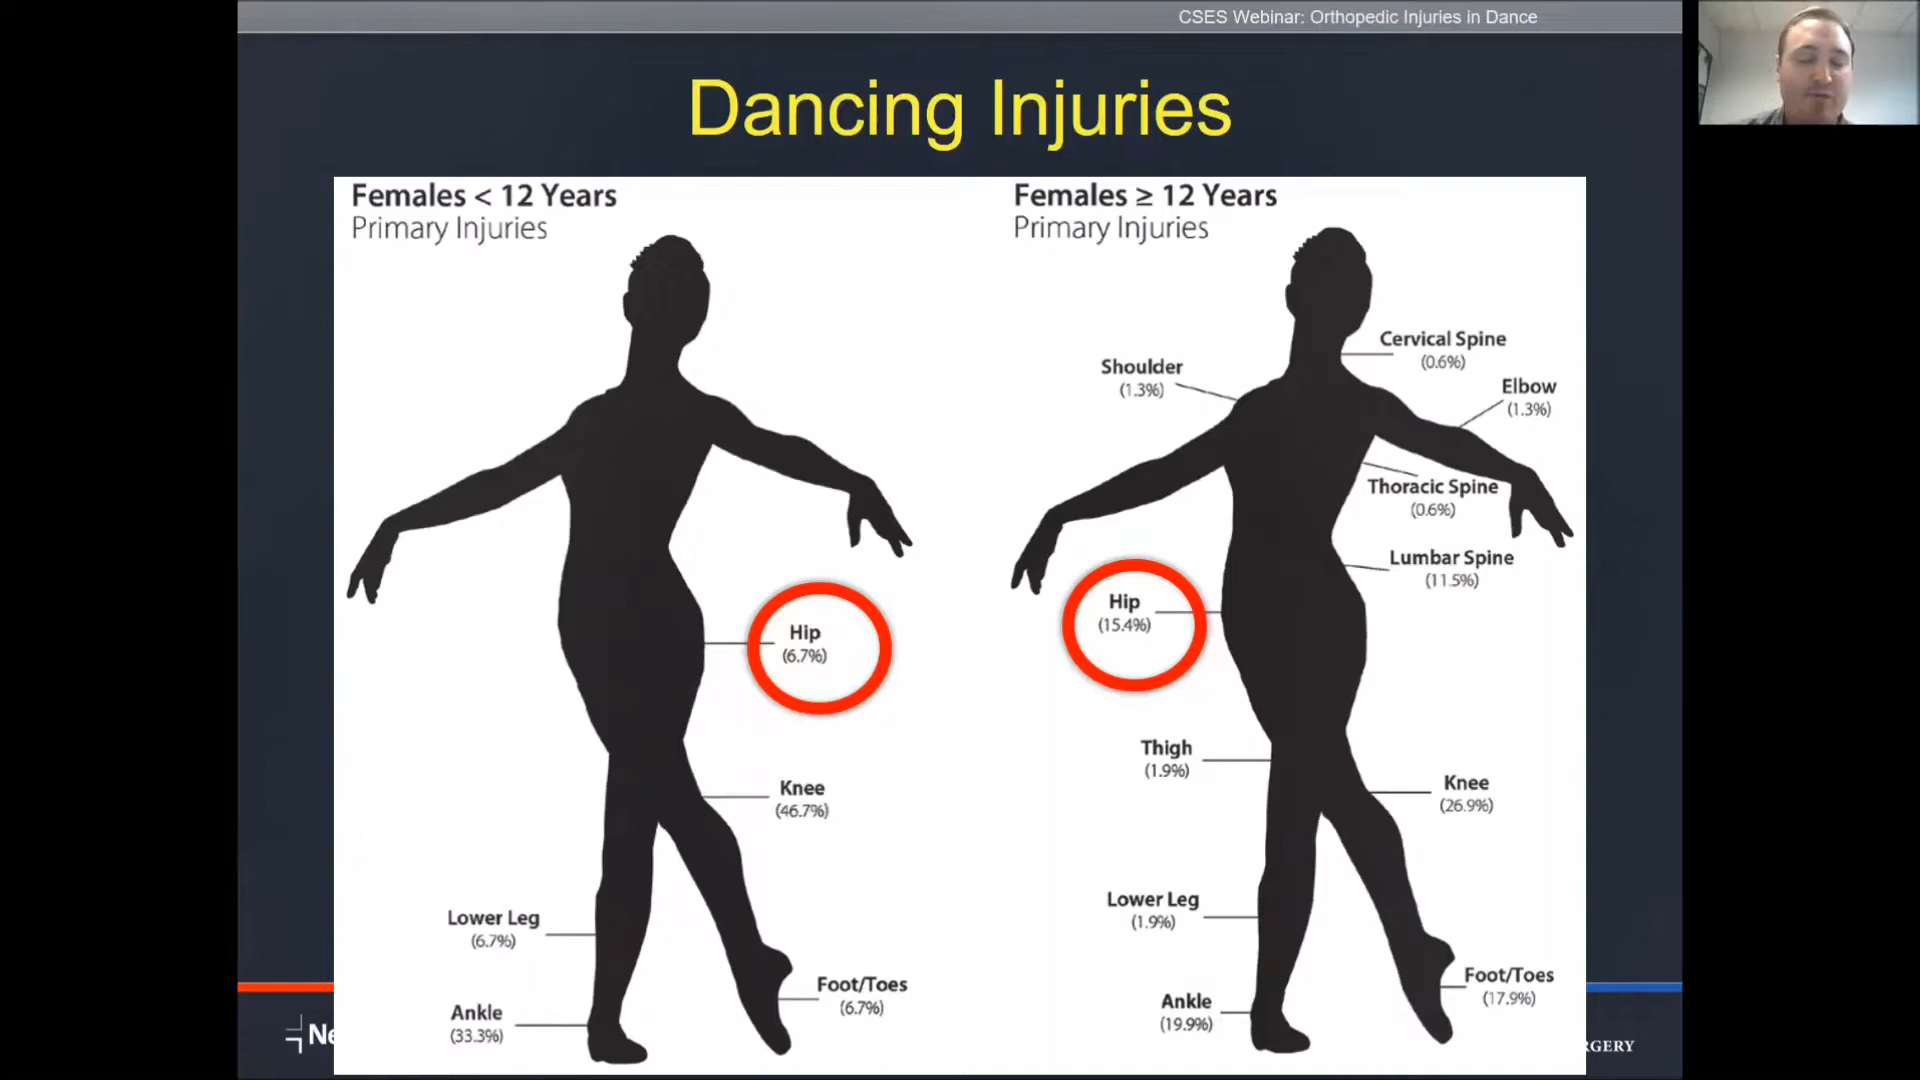 CSES Webinar: Orthopedic Injuries in Dance
Dancing Injuries
Females < 12 Years
Primary Injuries
Hip
(6.7%)
Knee
(46.7%)
Lower Leg
(6.7%)
Foot/Toes
(6.7%)
Ankle
(33.3%)
Females ≥ 12 Years
Primary Injuries
Cervical Spine
(0.6%)
Shoulder
(1.3%)
Elbow
(1.3%)
Thoracic Spine
(0.6%)
Lumbar Spine
(11.5%)
Hip
(15.4%)
Thigh
(1.9%)
Knee
(26.9%)
Lower Leg
(1.9%)
Foot/Toes
(17.9%)
Ankle
(19.9%)